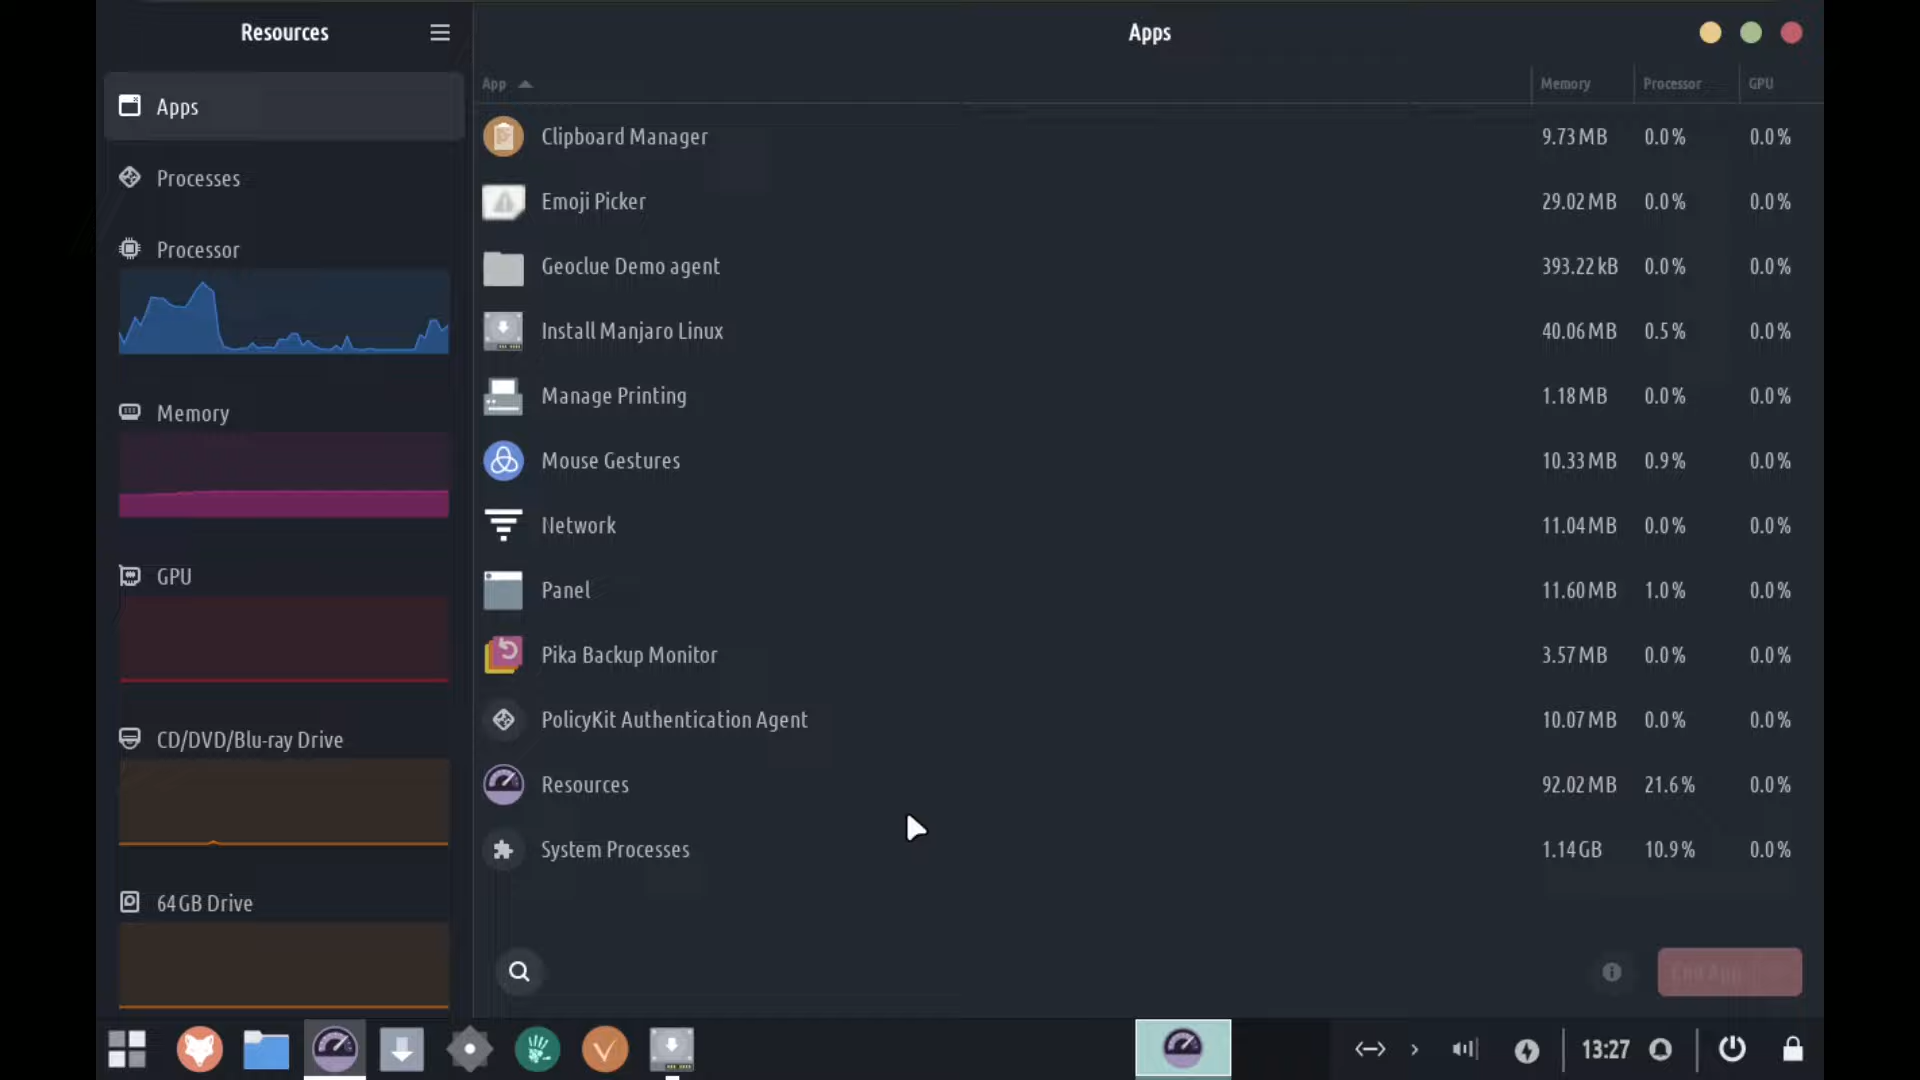 Resources
Apps
Apps
Processes
Processor
Memory
GPU
CD/DVD/Blu-ray Drive
64 GB Drive
App Memory Processor GPU
Clipboard Manager 9.73 MB 0.0 % 0.0 %
Emoji Picker 29.02 MB 0.0 % 0.0 %
Geoclue Demo agent 393.22 kB 0.0 % 0.0 %
Install Manjaro Linux 40.06 MB 0.5 % 0.0 %
Manage Printing 1.18 MB 0.0 % 0.0 %
Mouse Gestures 10.33 MB 0.9 % 0.0 %
Network 11.04 MB 0.0 % 0.0 %
Panel 11.60 MB 1.0 % 0.0 %
Pika Backup Monitor 3.57 MB 0.0 % 0.0 %
PolicyKit Authentication Agent 10.07 MB 0.0 % 0.0 %
Resources 92.02 MB 21.6 % 0.0 %
System Processes 1.14 GB 10.9 % 0.0 %
13:27